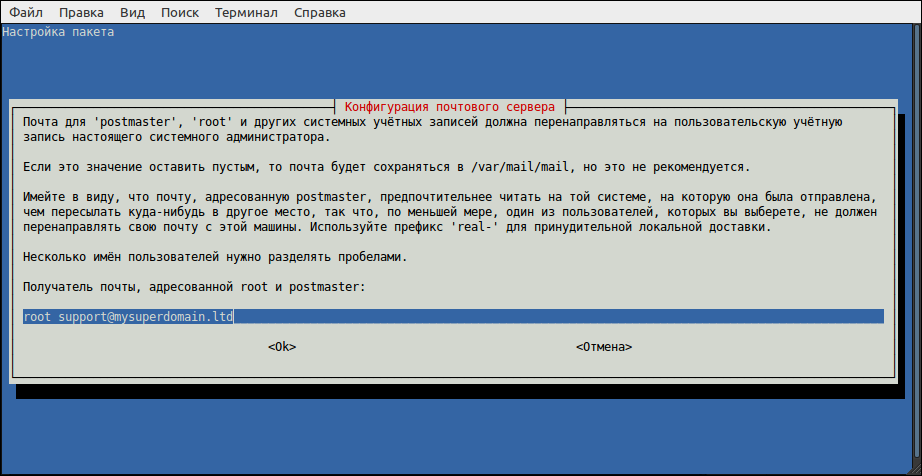 Файл Правка Вид Поиск Терминал Справка
Настройка пакета
Конфигурация почтового сервера
Почта для 'postmaster', 'root' и других системных учётных записей должна перенаправляться на пользовательскую учётную
запись настоящего системного администратора.
Если это значение оставить пустым, то почта будет сохраняться в /var/mail/mail, но это не рекомендуется.
Имейте в виду, что почту, адресованную postmaster, предпочтительнее читать на той системе, на которую она была отправлена,
чем пересылать куда-нибудь в другое место, так что, по меньшей мере, один из пользователей, которых вы выберете, не должен
перенаправлять свою почту с этой машины. Используйте префикс 'real-' для принудительной локальной доставки.
Несколько имён пользователей нужно разделять пробелами.
Получатель почты, адресованной root и postmaster:
root support@mysuperdomain.ltd
<Ok> <Отмена>